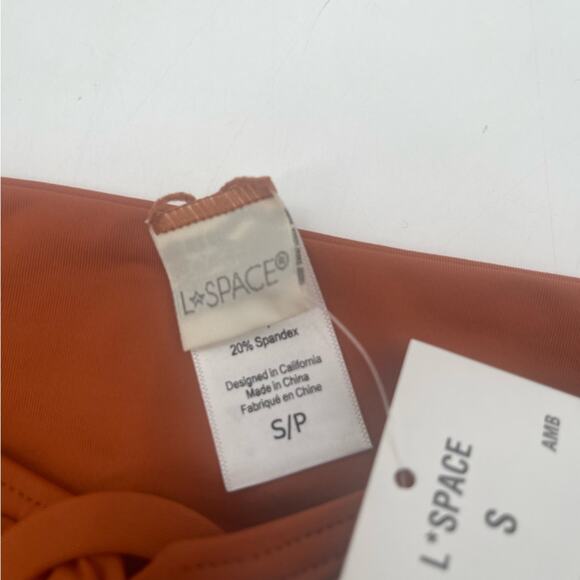 L☆SPACE®
20% Spandex
Designed in California
Made in China
Fabriqué en Chine
S/P
L*SPACE
S
AMB